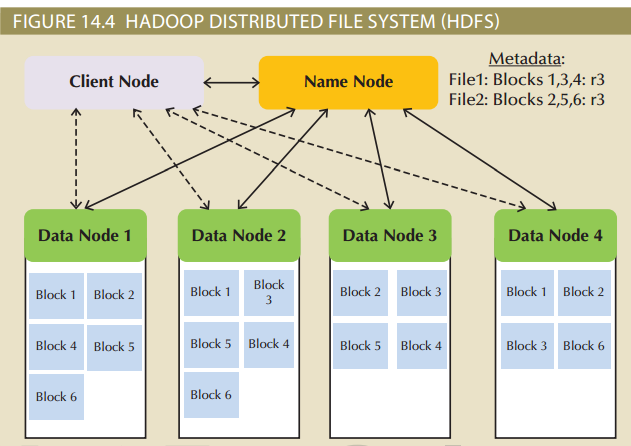 FIGURE 14.4 HADOOP DISTRIBUTED FILE SYSTEM (HDFS)
Client Node
Name Node
Metadata:
File1: Blocks 1,3,4: r3
File2: Blocks 2,5,6: r3
Data Node 1
Data Node 2
Data Node 3
Data Node 4
Block 1
Block 2
Block 4
Block 5
Block 6
Block 1
Block
3
Block 5
Block 4
Block 6
Block 2
Block 3
Block 5
Block 4
Block 1
Block 2
Block 3
Block 6